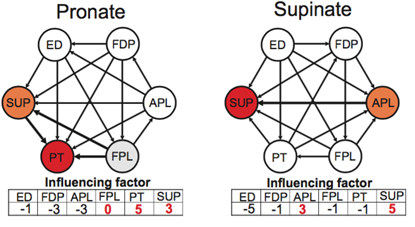 Pronate
Supinate
ED FDP
ED FDP
SUP APL
SUP APL
PT FPL
PT FPL
Influencing factor
Influencing factor
ED FDP APL FPL PT SUP
ED FDP APL FPL PT SUP
-1 -3 -3 0 5 3
-5 -1 3 -1 -1 5